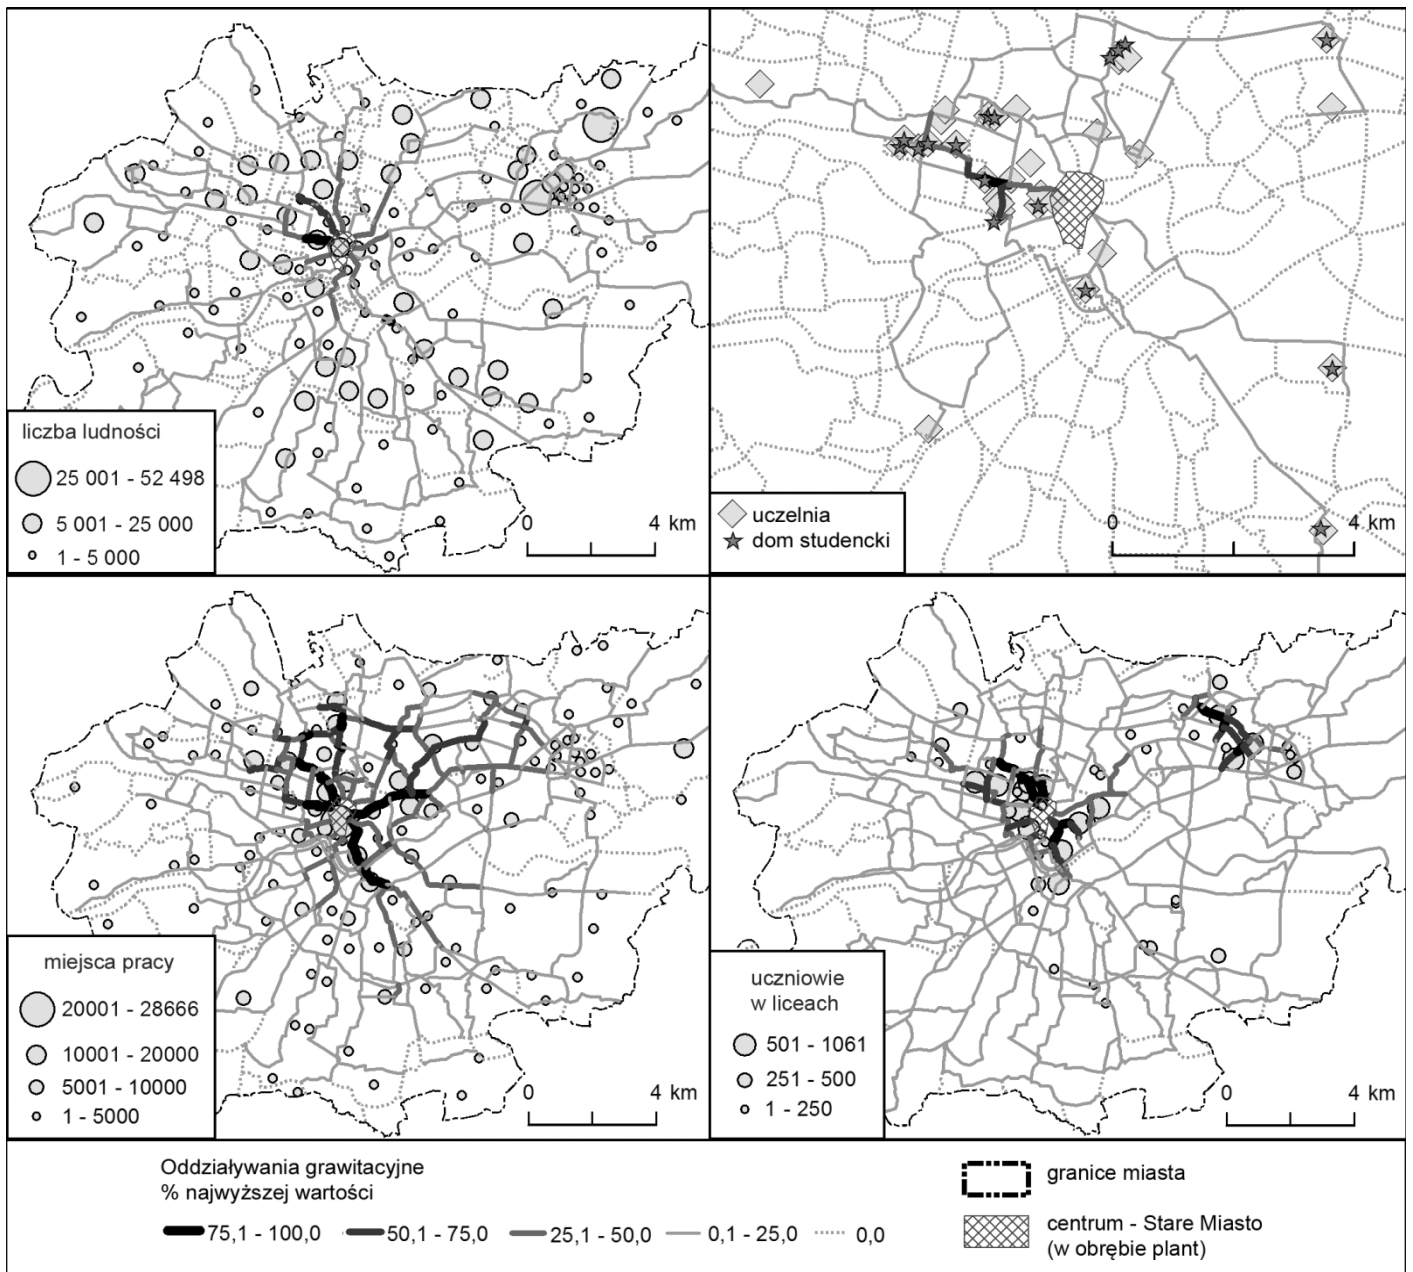 liczba ludności
25 001 - 52 498
5 001 - 25 000
1 - 5 000
0 4 km
uczelnia
dom studencki
0 4 km
miejsca pracy
20001 - 28666
10001 - 20000
5001 - 10000
1 - 5000
0 4 km
uczniowie
w liceach
501 - 1061
251 - 500
1 - 250
0 4 km
Oddziaływania grawitacyjne
% najwyższej wartości
75,1 - 100,0 50,1 - 75,0 25,1 - 50,0 0,1 - 25,0 0,0
granice miasta
centrum - Stare Miasto
(w obrębie plant)